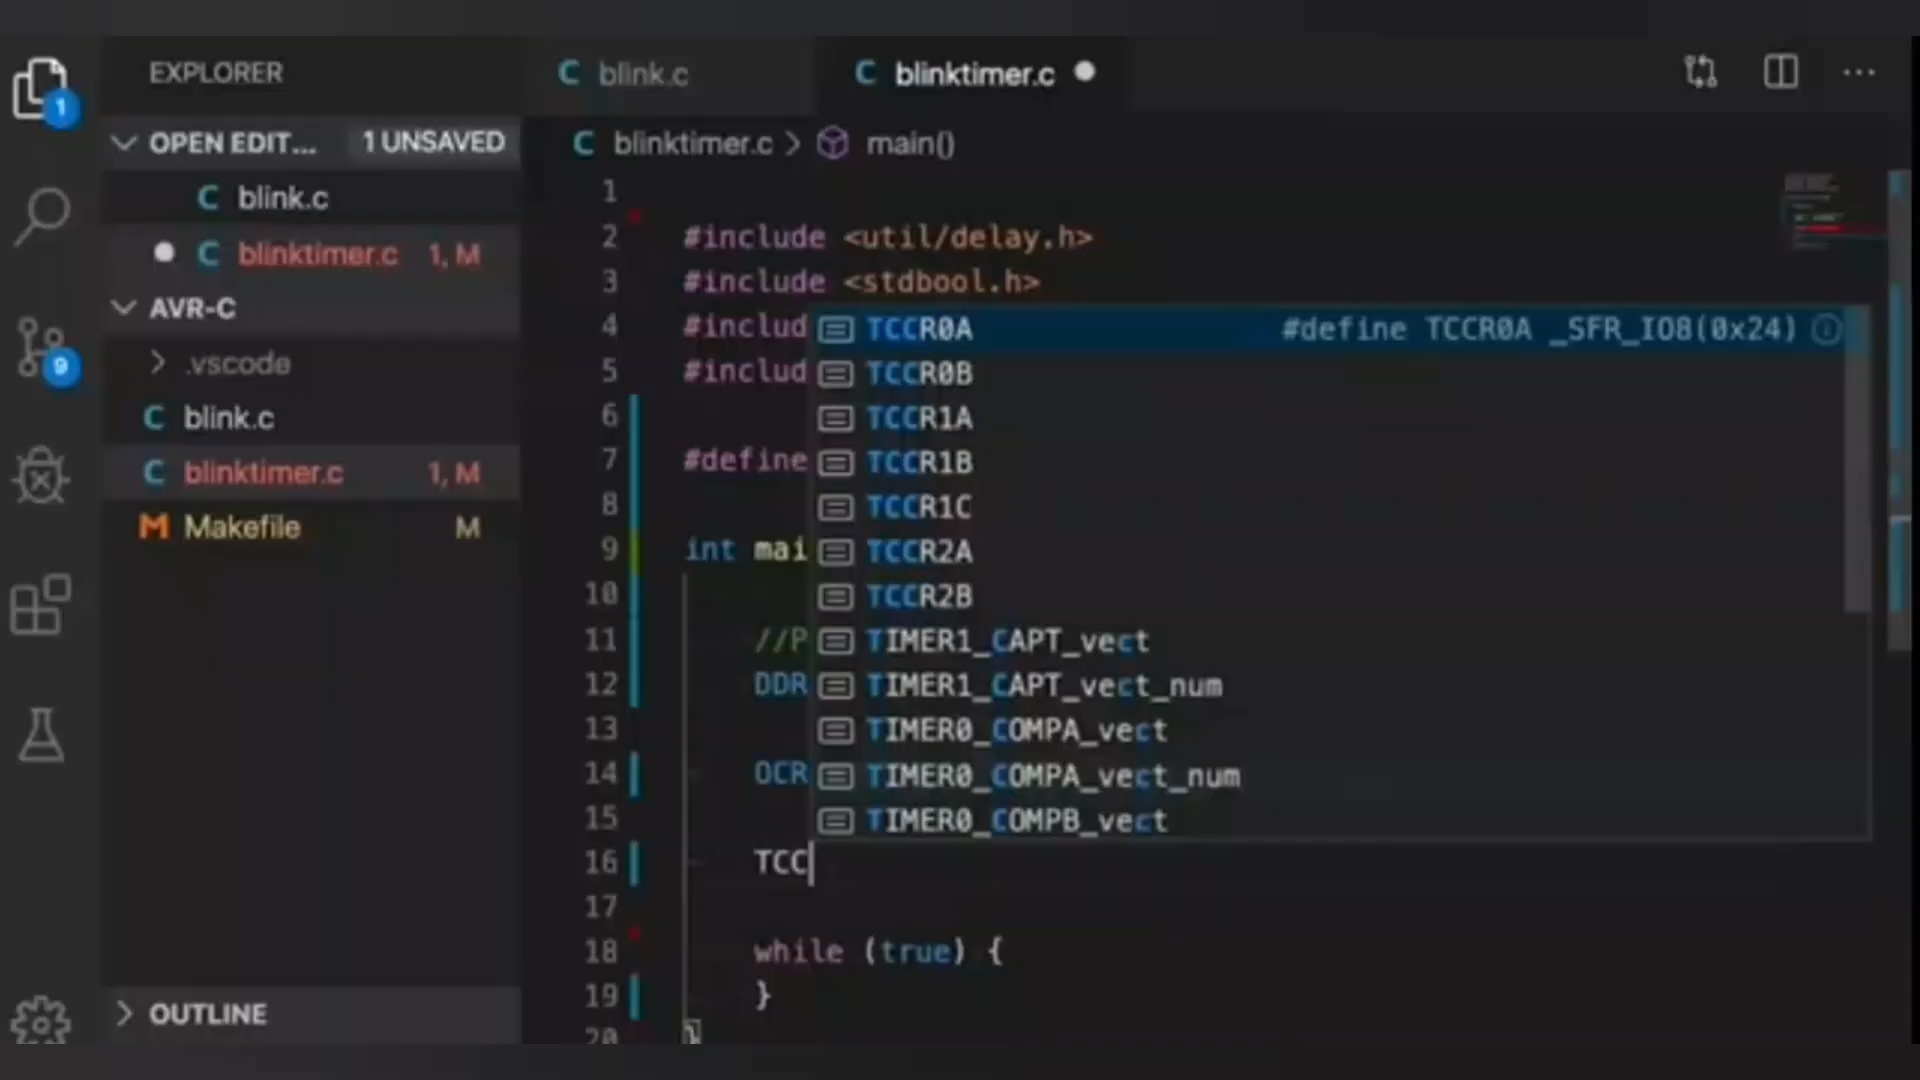 EXPLORER
blink.c
blinktimer.c
1
OPEN EDIT...
1 UNSAVED
blinktimer.c > main()
blink.c
blinktimer.c 1, M
AVR-C
.vscode
9
blink.c
blinktimer.c 1, M
Makefile M
OUTLINE
1
2 #include <util/delay.h>
3 #include <stdbool.h>
4 #includ
5 #includ
6
7 #define
8
9 int mai
10
11 //P
12 DDR
13
14 OCR
15
16 TCC
17
18 while (true) {
19 }
20 }
TCCR0A #define TCCR0A _SFR_IO8(0x24)
TCCR0B
TCCR1A
TCCR1B
TCCR1C
TCCR2A
TCCR2B
TIMER1_CAPT_vect
TIMER1_CAPT_vect_num
TIMER0_COMPA_vect
TIMER0_COMPA_vect_num
TIMER0_COMPB_vect